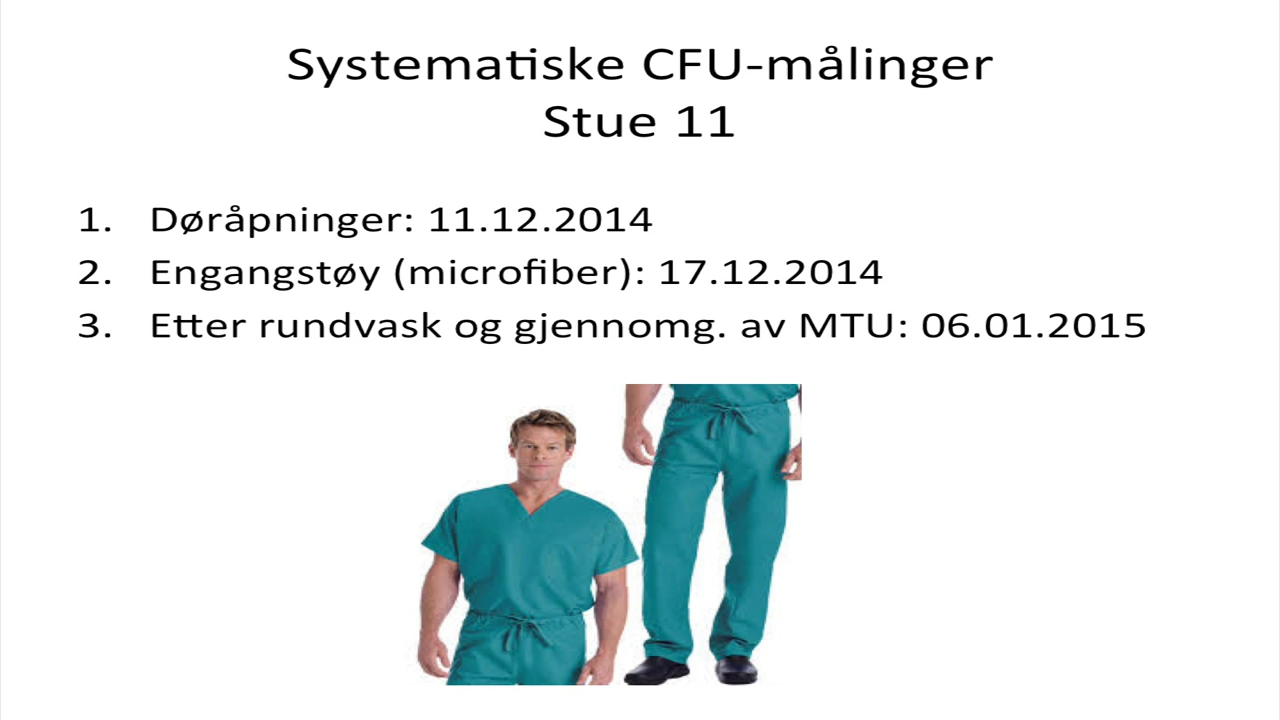 Systematiske CFU-målinger
Stue 11
1. Døråpninger: 11.12.2014
2. Engangstøy (microfiber): 17.12.2014
3. Etter rundvask og gjennomg. av MTU: 06.01.2015